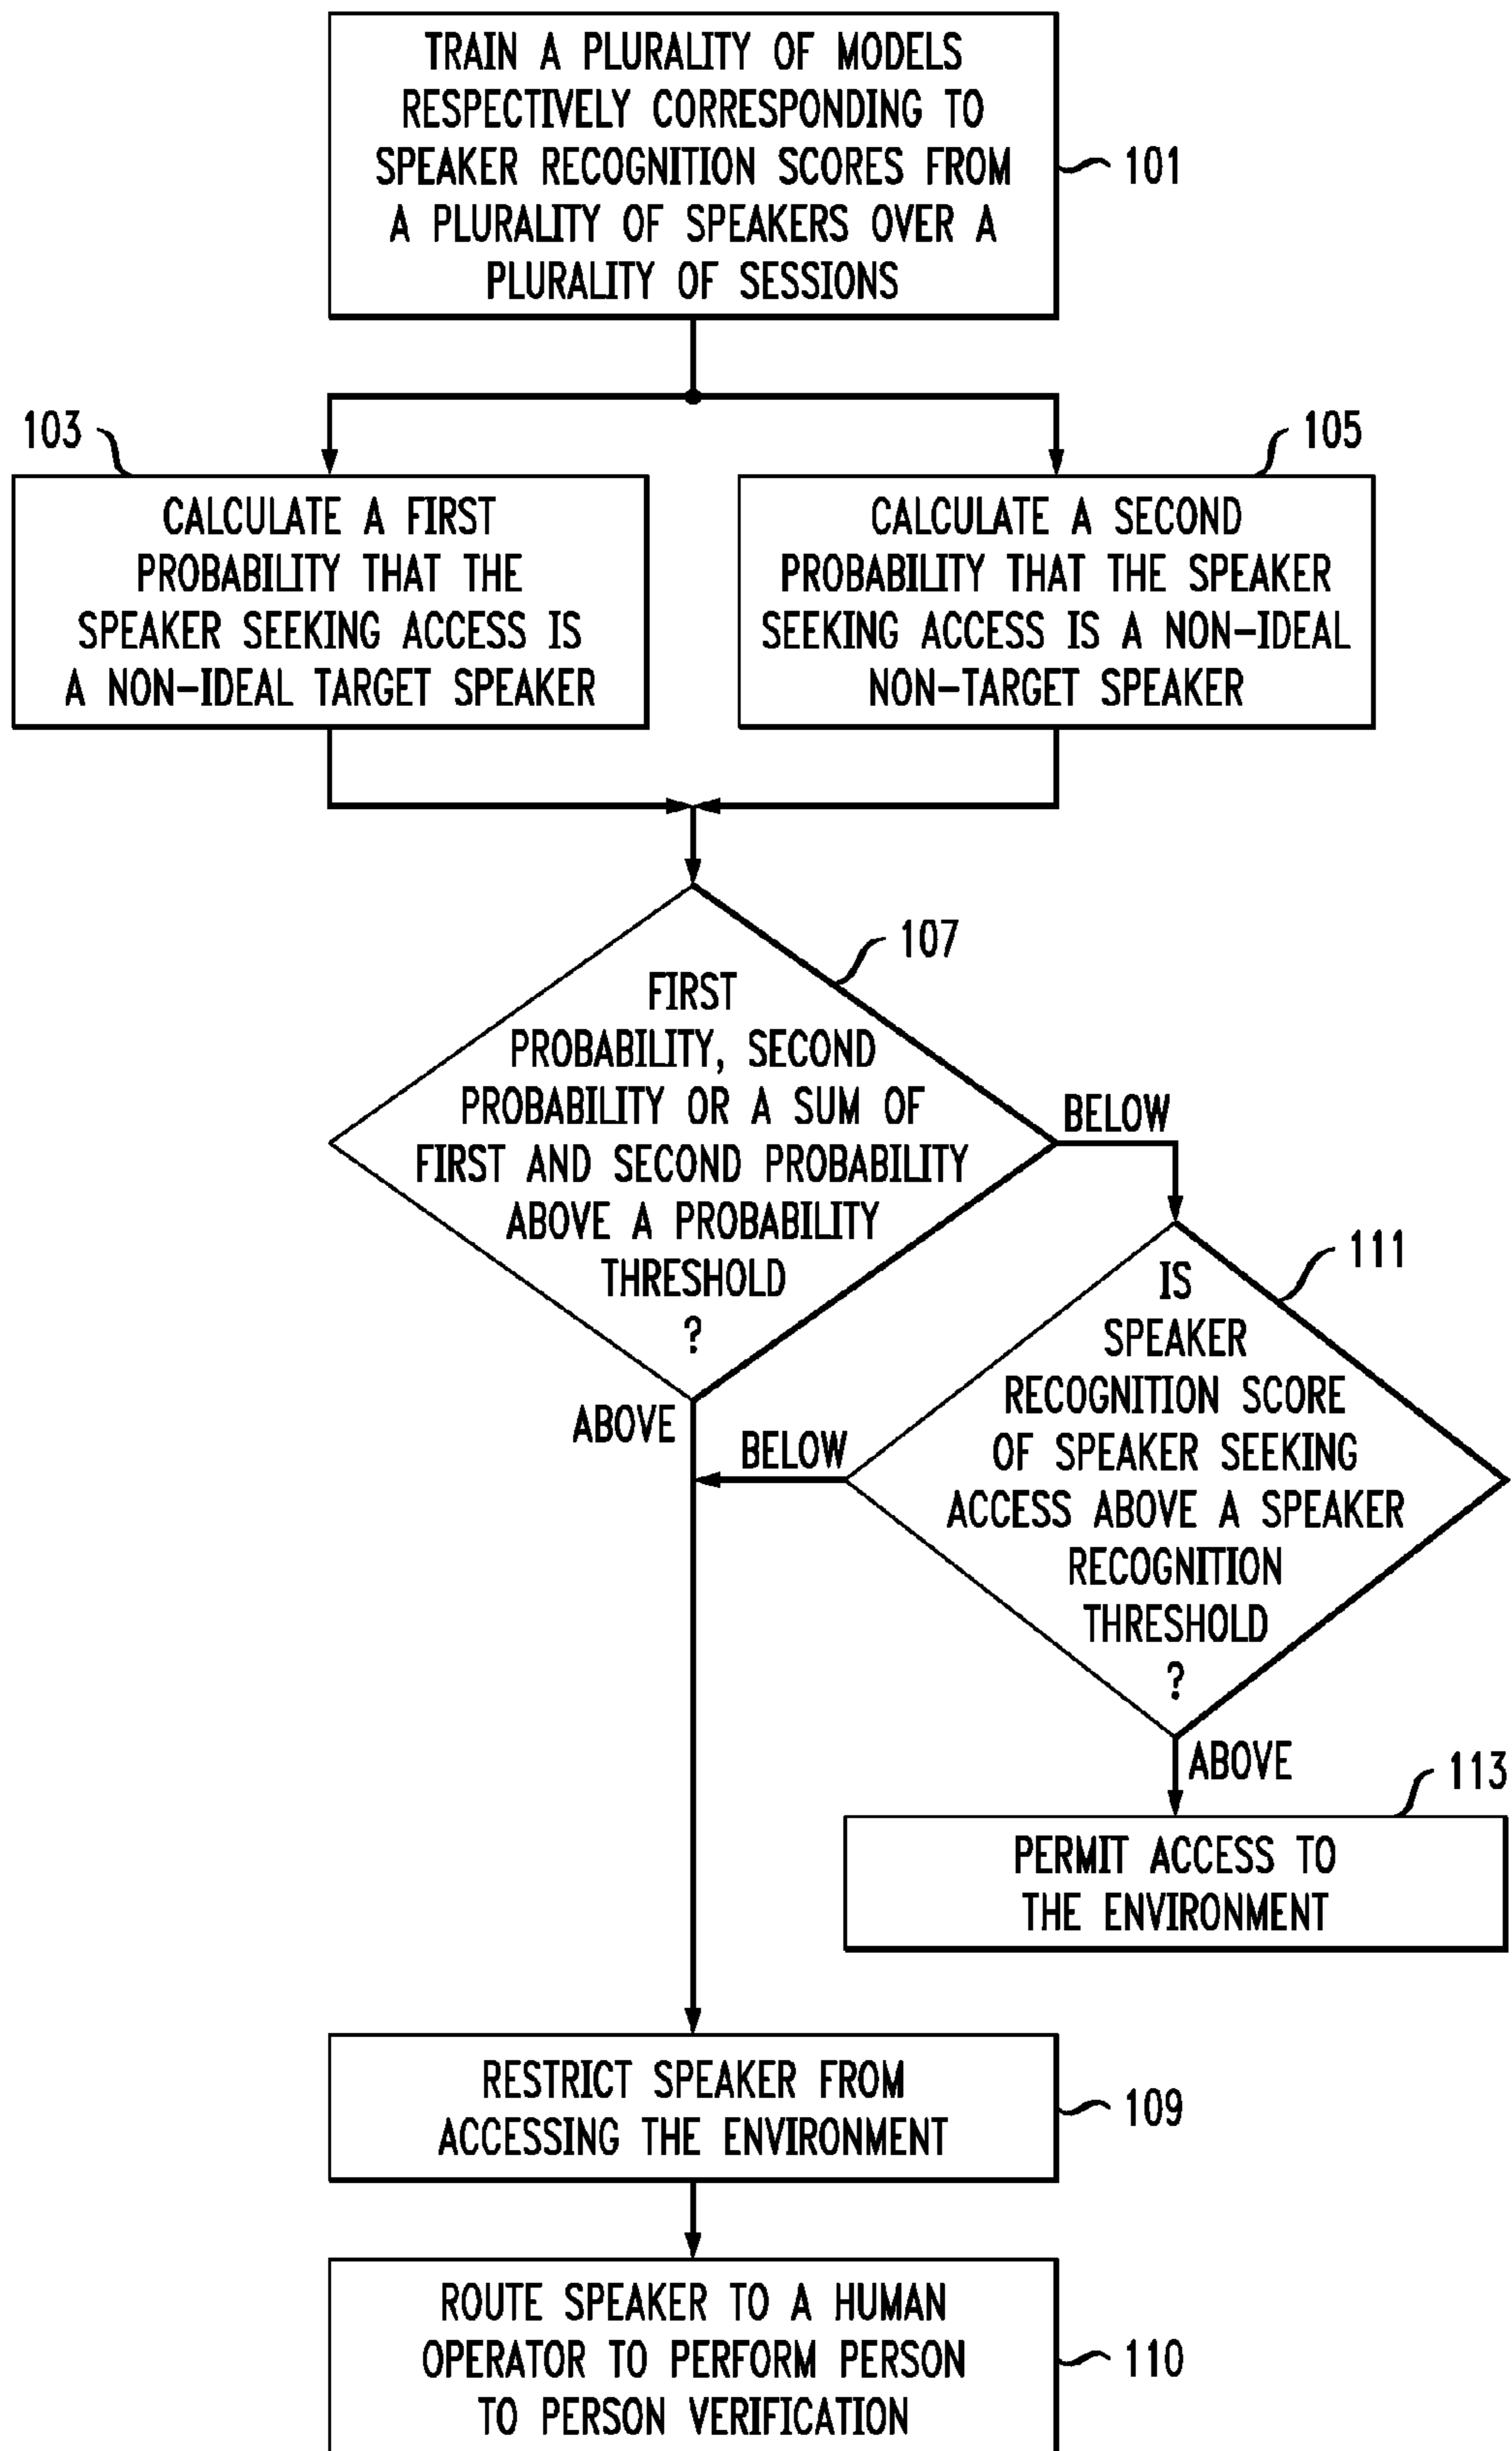 TRAIN A PLURALITY OF MODELS
RESPECTIVELY CORRESPONDING TO
SPEAKER RECOGNITION SCORES FROM
A PLURALITY OF SPEAKERS OVER A
PLURALITY OF SESSIONS
101
103
CALCULATE A FIRST
PROBABILITY THAT THE
SPEAKER SEEKING ACCESS IS
A NON-IDEAL TARGET SPEAKER
105
CALCULATE A SECOND
PROBABILITY THAT THE SPEAKER
SEEKING ACCESS IS A NON-IDEAL
NON-TARGET SPEAKER
107
FIRST
PROBABILITY, SECOND
PROBABILITY OR A SUM OF
FIRST AND SECOND PROBABILITY
ABOVE A PROBABILITY
THRESHOLD
?
BELOW
ABOVE
111
IS
SPEAKER
RECOGNITION SCORE
OF SPEAKER SEEKING
ACCESS ABOVE A SPEAKER
RECOGNITION
THRESHOLD
?
BELOW
ABOVE
113
PERMIT ACCESS TO
THE ENVIRONMENT
RESTRICT SPEAKER FROM
ACCESSING THE ENVIRONMENT
109
ROUTE SPEAKER TO A HUMAN
OPERATOR TO PERFORM PERSON
TO PERSON VERIFICATION
110